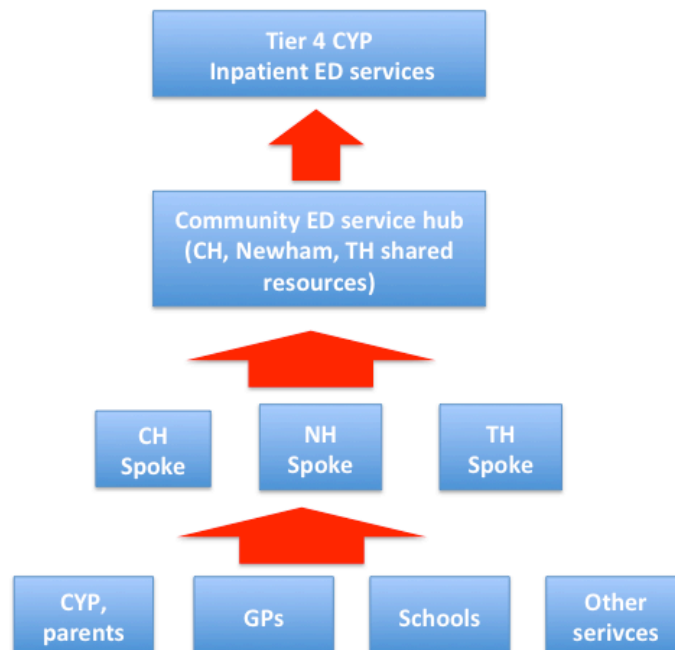 Tier 4 CYP
Inpatient ED services
Community ED service hub
(CH, Newham, TH shared
resources)
CH
Spoke
NH
Spoke
TH
Spoke
CYP,
parents
GPs
Schools
Other
serivces